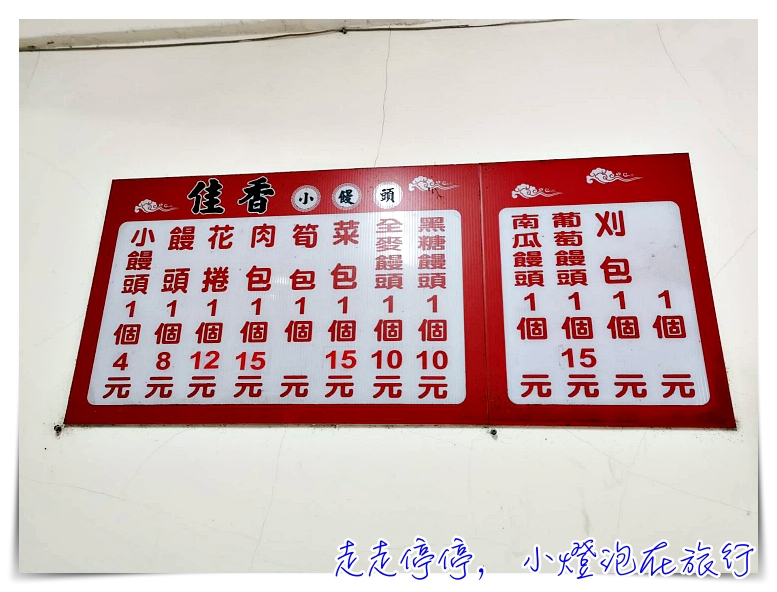 佳香小饅頭
小饅頭1個4元
饅頭1個8元
花捲1個12元
肉包1個15元
筍包1個 元
菜包1個15元
全麥饅頭1個10元
黑糖饅頭1個10元
南瓜饅頭1個 元
葡萄饅頭1個15元
刈包1個 元
1個 元
走走停停，小燈泡在旅行